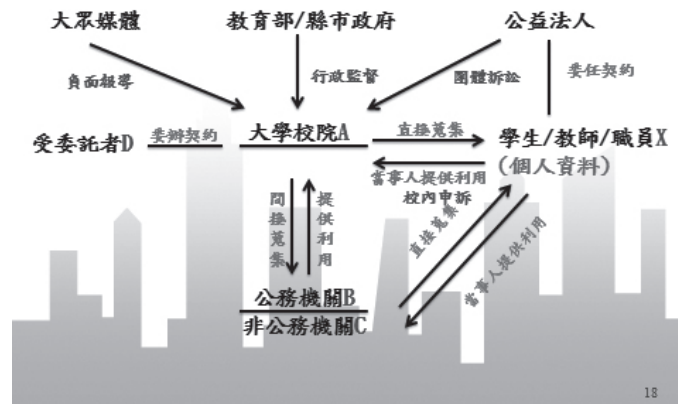 大眾媒體
教育部/縣市政府
公益法人
負面報導
行政監督
團體訴訟
委任契約
受委託者D
委辦契約
大學校院A
直接蒐集
學生/教師/職員X
(個人資料)
當事人提供利用
校內申訴
間接蒐集
提供利用
直接蒐集
當事人提供利用
公務機關B
非公務機關C
18